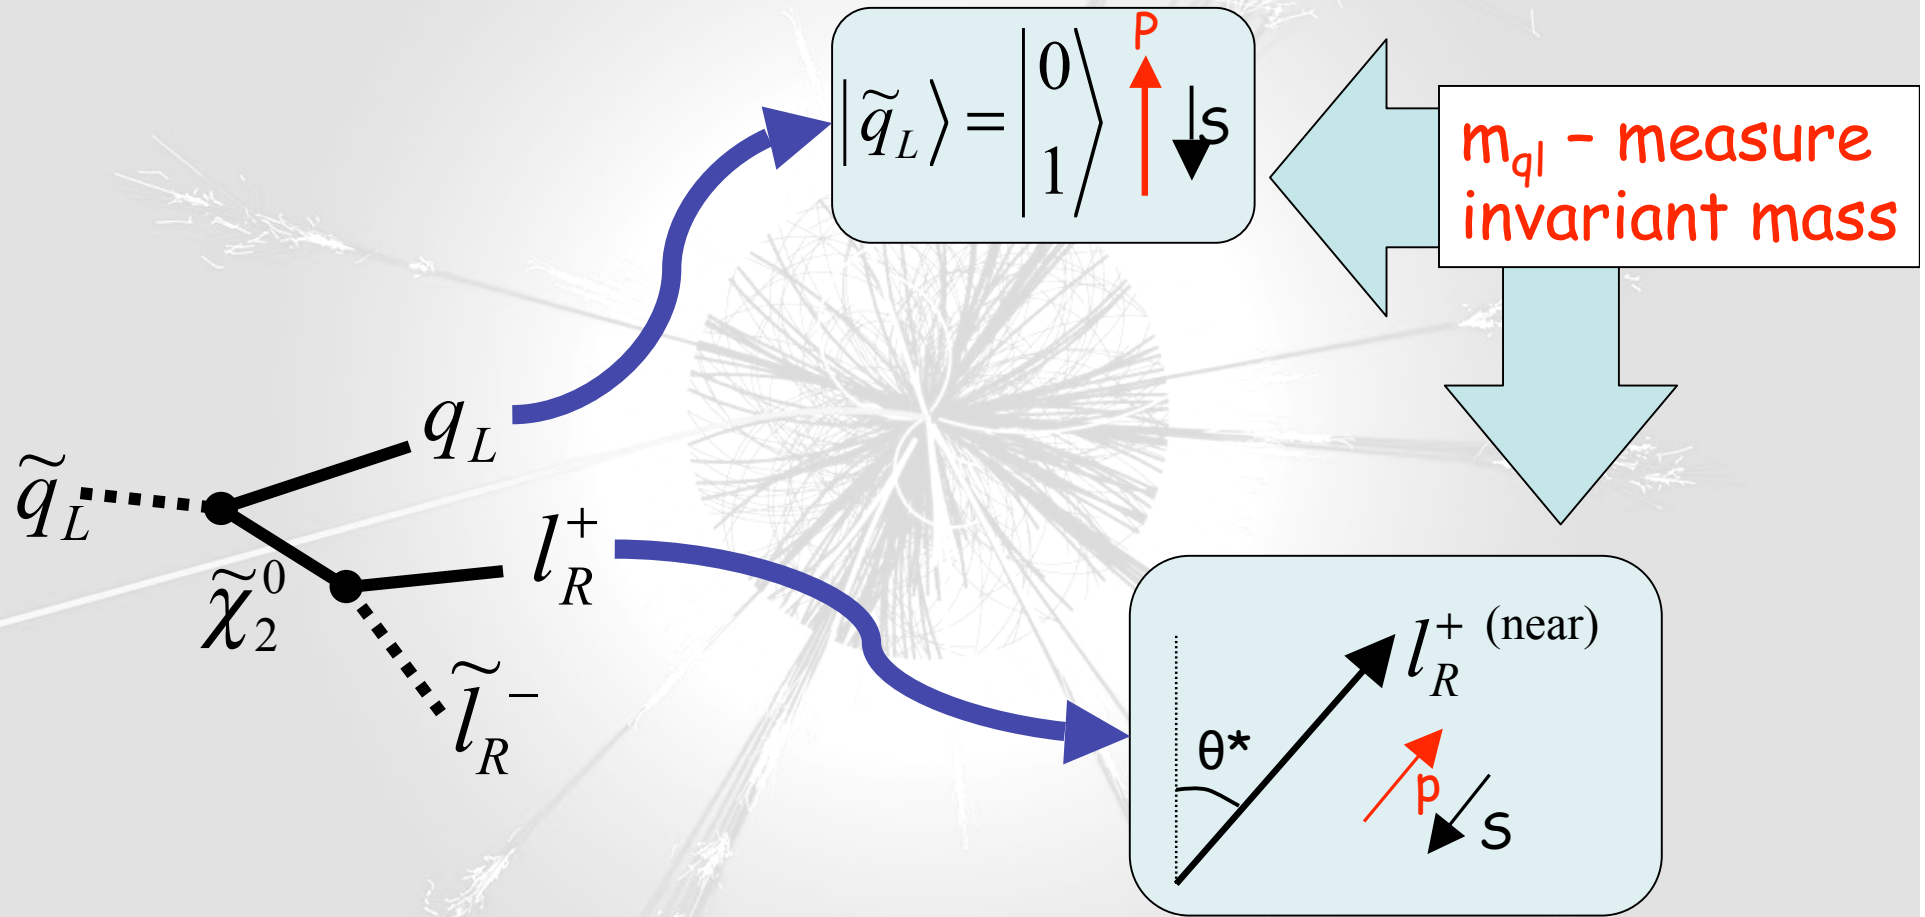 |q̃_L⟩ = |0 1⟩ p s
m_ql – measure
invariant mass
q_L
q̃_L
l_R^+
χ̃_2^0
l̃_R^-
l_R^+ (near)
θ*
p
s